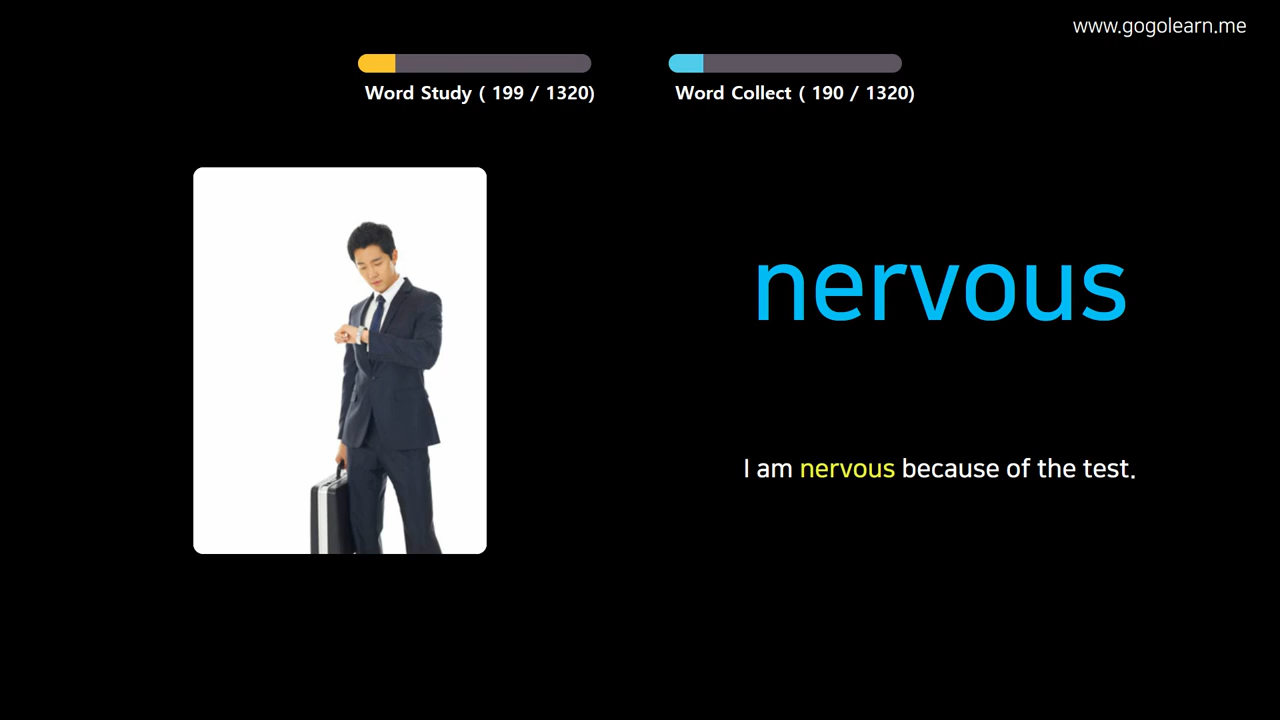 www.gogolearn.me
Word Study ( 199 / 1320)
Word Collect ( 190 / 1320)
nervous
I am nervous because of the test.